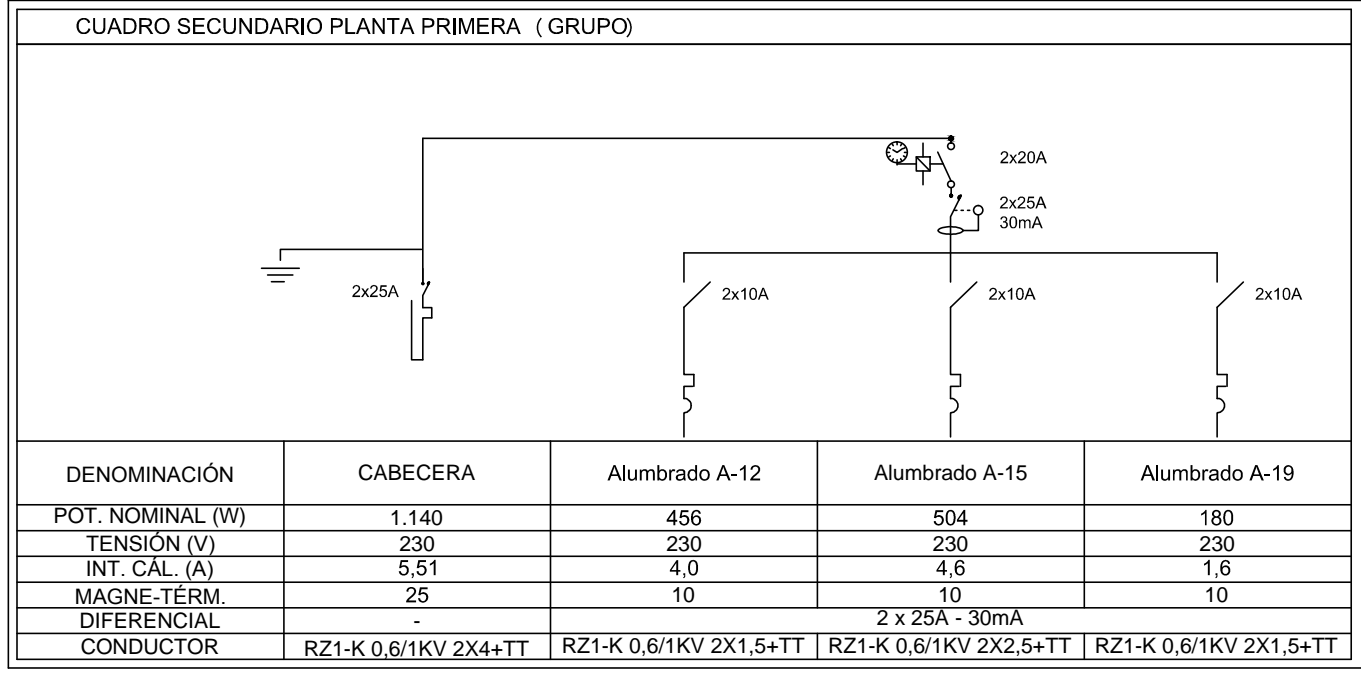 CUADRO SECUNDARIO PLANTA PRIMERA ( GRUPO)
2x20A
2x25A
30mA
2x25A
2x10A
2x10A
2x10A
DENOMINACIÓN CABECERA Alumbrado A-12 Alumbrado A-15 Alumbrado A-19
POT. NOMINAL (W) 1.140 456 504 180
TENSIÓN (V) 230 230 230 230
INT. CÁL. (A) 5,51 4,0 4,6 1,6
MAGNE-TÉRM. 25 10 10 10
DIFERENCIAL - 2 x 25A - 30mA
CONDUCTOR RZ1-K 0,6/1KV 2X4+TT RZ1-K 0,6/1KV 2X1,5+TT RZ1-K 0,6/1KV 2X2,5+TT RZ1-K 0,6/1KV 2X1,5+TT